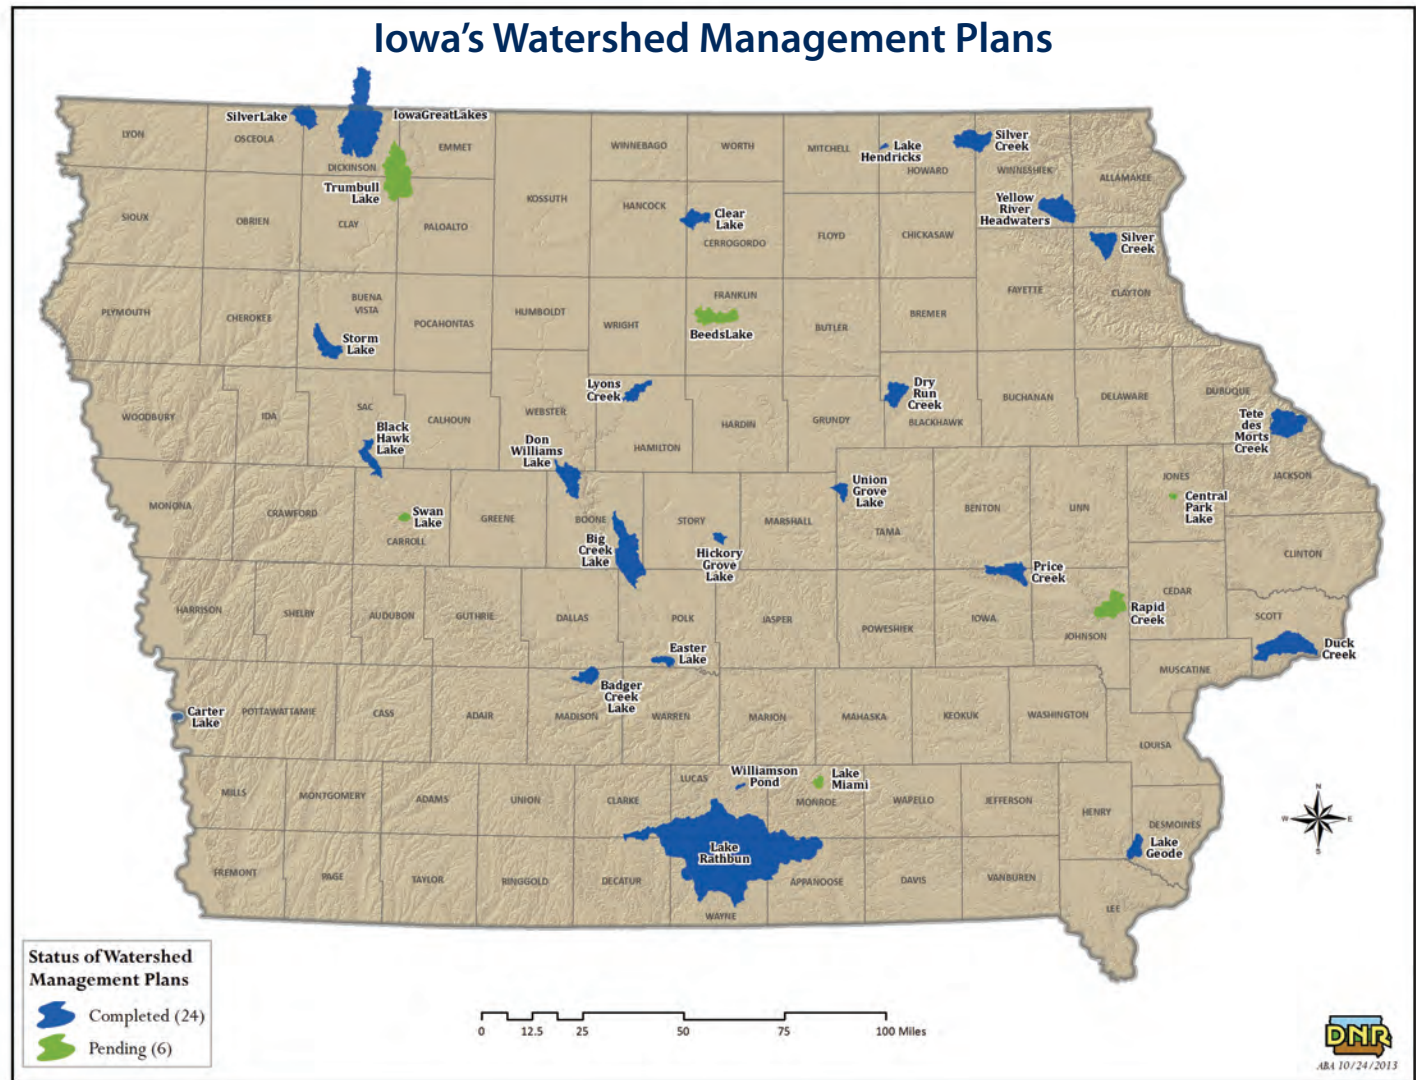 Iowa's Watershed Management Plans
SilverLake
IowaGreatLakes
LYON
OSCEOLA
DICKINSON
EMMET
WINNEBAGO
WORTH
MITCHELL
Lake
Hendricks
HOWARD
Silver
Creek
WINNESHIEK
ALLAMAKEE
Trumbull
Lake
SIOUX
OBRIEN
CLAY
PALOALTO
KOSSUTH
HANCOCK
Clear
Lake
CERROGORDO
FLOYD
CHICKASAW
Yellow
River
Headwaters
Silver
Creek
FAYETTE
CLAYTON
PLYMOUTH
CHEROKEE
BUENA
VISTA
Storm
Lake
POCAHONTAS
HUMBOLDT
WRIGHT
FRANKLIN
BeedsLake
BUTLER
BREMER
WOODBURY
IDA
SAC
Black
Hawk
Lake
CALHOUN
WEBSTER
Lyons
Creek
HAMILTON
HARDIN
GRUNDY
Dry
Run
Creek
BLACKHAWK
BUCHANAN
DELAWARE
DUBUQUE
Tete
des
Morts
Creek
Don
Williams
Lake
MONONA
CRAWFORD
Swan
Lake
CARROLL
GREENE
BOONE
Big
Creek
Lake
STORY
Hickory
Grove
Lake
MARSHALL
Union
Grove
Lake
TAMA
BENTON
LINN
JONES
Central
Park
Lake
JACKSON
CLINTON
HARRISON
SHELBY
AUDUBON
GUTHRIE
DALLAS
POLK
JASPER
POWESHIEK
Price
Creek
IOWA
JOHNSON
Rapid
Creek
CEDAR
SCOTT
Duck
Creek
MUSCATINE
Easter
Lake
Badger
Creek
Lake
Carter
Lake
POTTAWATTAMIE
CASS
ADAIR
MADISON
WARREN
MARION
MAHASKA
KEOKUK
WASHINGTON
LOUISA
MILLS
MONTGOMERY
ADAMS
UNION
CLARKE
LUCAS
Williamson
Pond
Lake
Miami
MONROE
WAPELLO
JEFFERSON
HENRY
DESMOINES
Lake
Geode
Lake
Rathbun
FREMONT
PAGE
TAYLOR
RINGGOLD
DECATUR
WAYNE
APPANOOSE
DAVIS
VANBUREN
LEE
N
W
E
S
Status of Watershed
Management Plans
Completed (24)
Pending (6)
0 12.5 25 50 75 100 Miles
DNR
ABA 10/24/2013